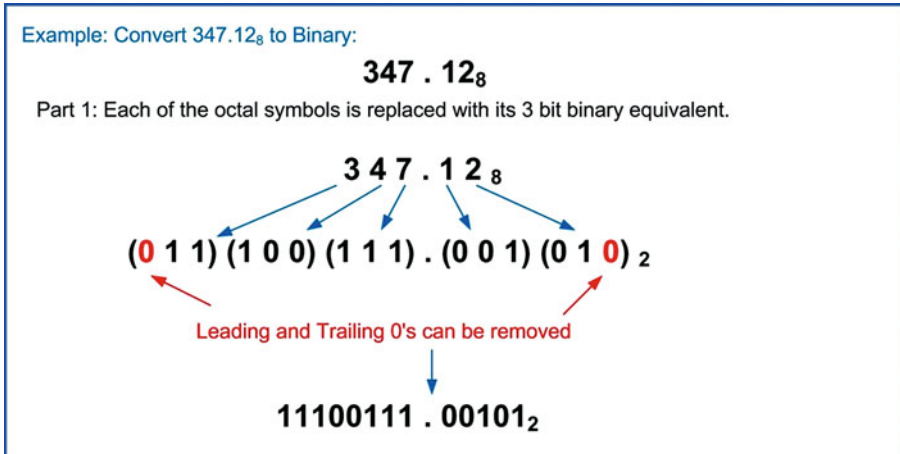 Example: Convert 347.12₈ to Binary:
347 . 12₈
Part 1: Each of the octal symbols is replaced with its 3 bit binary equivalent.
3 4 7 . 1 2 ₈
(0 1 1) (1 0 0) (1 1 1) . (0 0 1) (0 1 0) ₂
Leading and Trailing 0's can be removed
11100111 . 00101₂